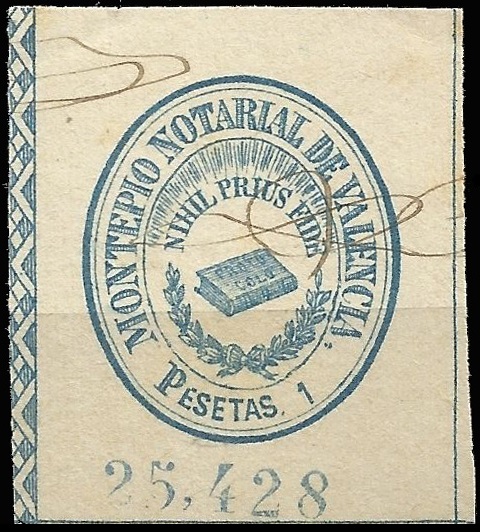 MONTEPIO NOTARIAL DE VALENCIA
NIHIL PRIUS FIDE
PESETAS. 1
25,428